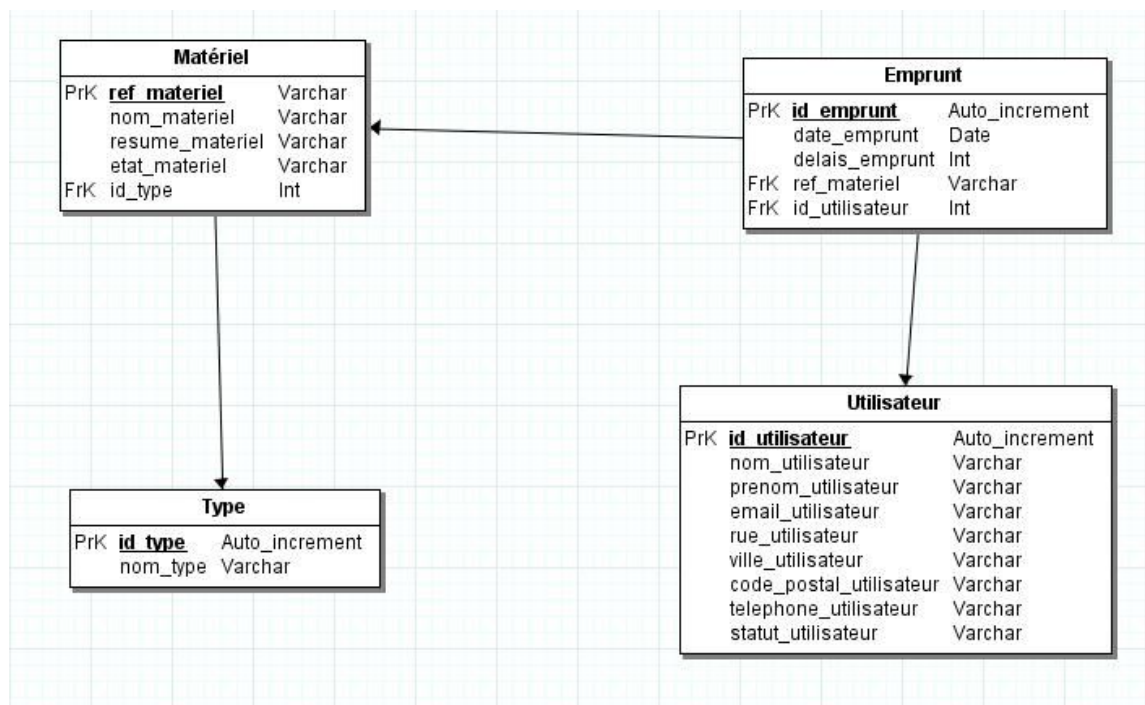 Matériel
PrK ref_materiel Varchar
nom_materiel Varchar
resume_materiel Varchar
etat_materiel Varchar
FrK id_type Int
Emprunt
PrK id_emprunt Auto_increment
date_emprunt Date
delais_emprunt Int
FrK ref_materiel Varchar
FrK id_utilisateur Int
Type
PrK id_type Auto_increment
nom_type Varchar
Utilisateur
PrK id_utilisateur Auto_increment
nom_utilisateur Varchar
prenom_utilisateur Varchar
email_utilisateur Varchar
rue_utilisateur Varchar
ville_utilisateur Varchar
code_postal_utilisateur Varchar
telephone_utilisateur Varchar
statut_utilisateur Varchar